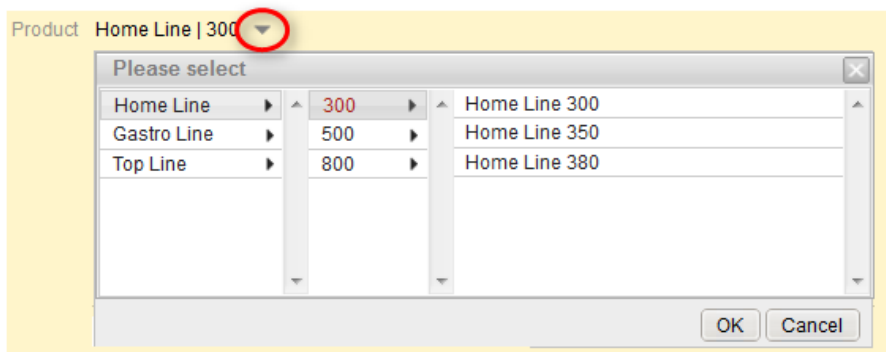 Product Home Line | 300
Please select
Home Line 300 Home Line 300
Gastro Line 500 Home Line 350
Top Line 800 Home Line 380
OK Cancel